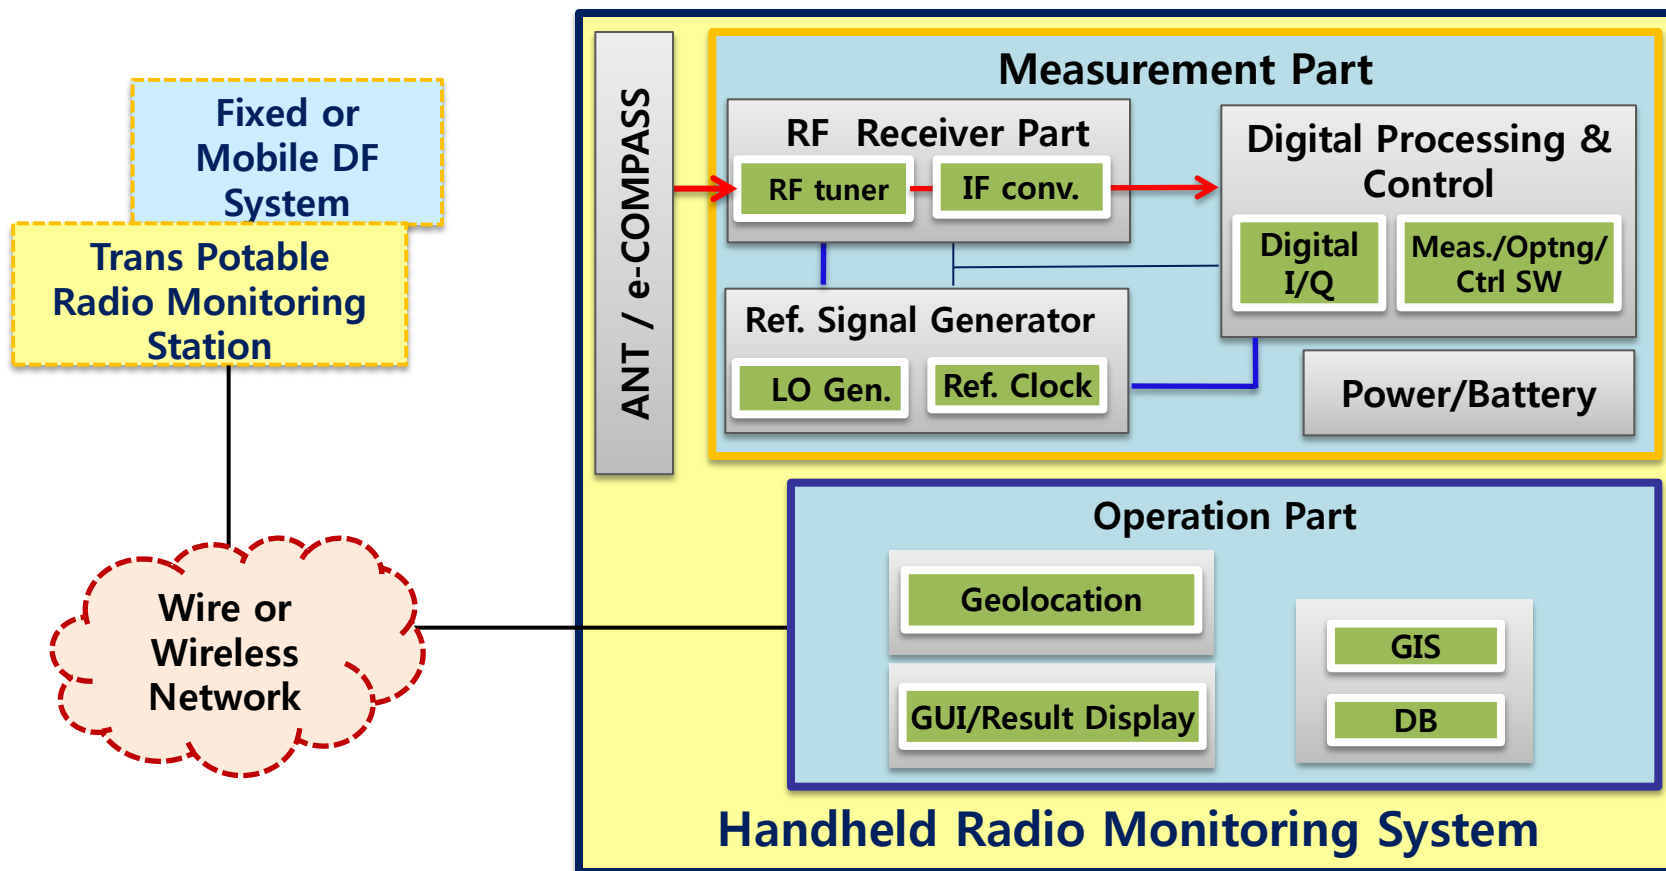 Fixed or
Mobile DF
System
Trans Potable
Radio Monitoring
Station
Wire or
Wireless
Network
ANT / e-COMPASS
Measurement Part
RF Receiver Part
RF tuner
IF conv.
Digital Processing &
Control
Digital
I/Q
Meas./Optng/
Ctrl SW
Ref. Signal Generator
LO Gen.
Ref. Clock
Power/Battery
Operation Part
Geolocation
GUI/Result Display
GIS
DB
Handheld Radio Monitoring System